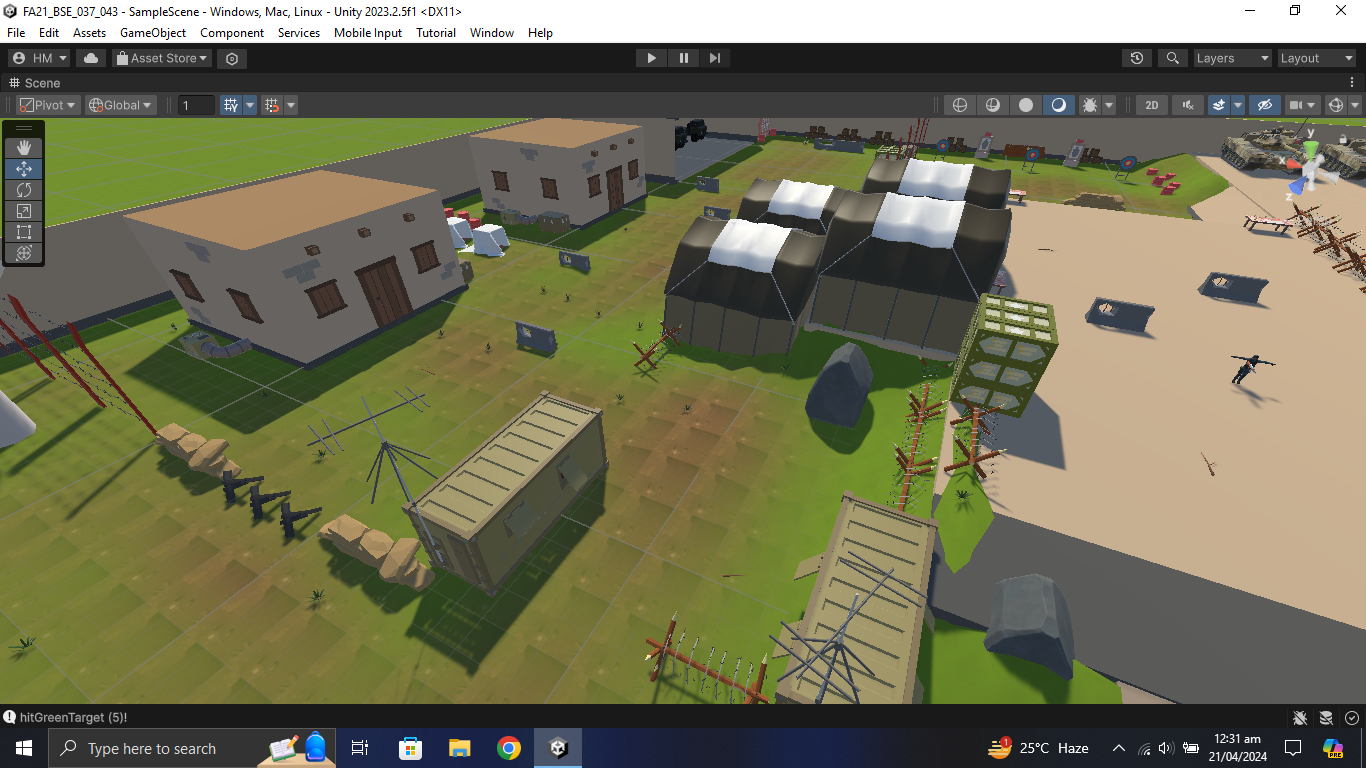 FA21_BSE_037_043 - SampleScene - Windows, Mac, Linux - Unity 2023.2.5f1 <DX11>
File Edit Assets GameObject Component Services Mobile Input Tutorial Window Help
HM Asset Store Layers Layout
Scene
Pivot Global 1 2D
y
x
z
hitGreenTarget (5)!
Type here to search 1 25°C Haze 12:31 am PRE
21/04/2024